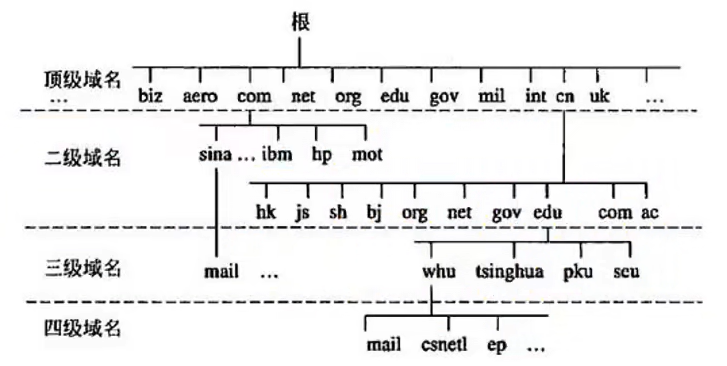 根
顶级域名
... biz aero com net org edu gov mil int cn uk ...
二级域名
sina ... ibm hp mot
hk js sh bj org net gov edu com ac
三级域名 mail ... whu tsinghua pku seu
四级域名
mail csnetl ep ...